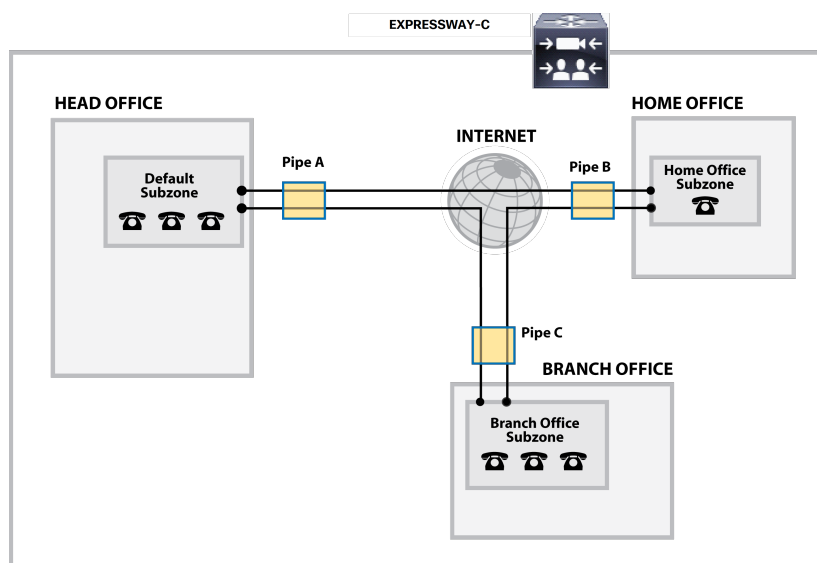 EXPRESSWAY-C
HEAD OFFICE
HOME OFFICE
INTERNET
Pipe A
Pipe B
Default
Subzone
Home Office
Subzone
Pipe C
BRANCH OFFICE
Branch Office
Subzone